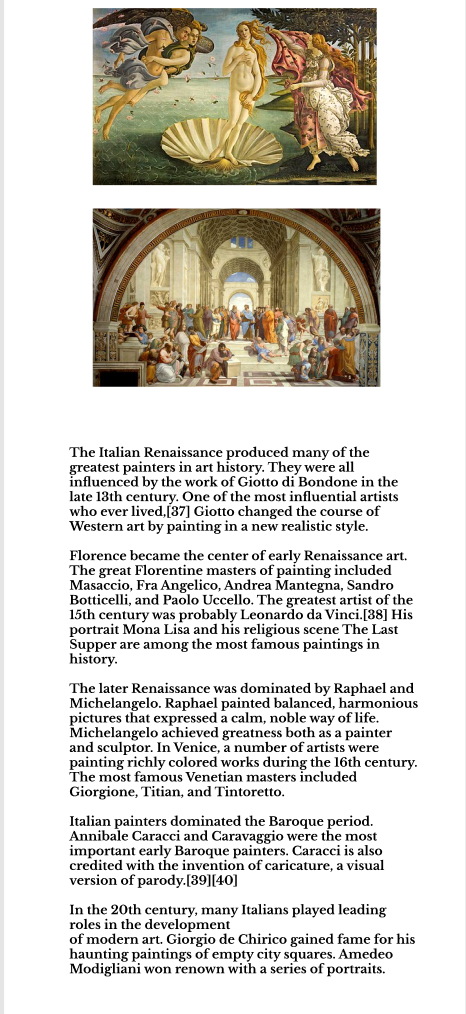 The Italian Renaissance produced many of the
greatest painters in art history. They were all
influenced by the work of Giotto di Bondone in the
late 13th century. One of the most influential artists
who ever lived,[37] Giotto changed the course of
Western art by painting in a new realistic style.
Florence became the center of early Renaissance art.
The great Florentine masters of painting included
Masaccio, Fra Angelico, Andrea Mantegna, Sandro
Botticelli, and Paolo Uccello. The greatest artist of the
15th century was probably Leonardo da Vinci.[38] His
portrait Mona Lisa and his religious scene The Last
Supper are among the most famous paintings in
history.
The later Renaissance was dominated by Raphael and
Michelangelo. Raphael painted balanced, harmonious
pictures that expressed a calm, noble way of life.
Michelangelo achieved greatness both as a painter
and sculptor. In Venice, a number of artists were
painting richly colored works during the 16th century.
The most famous Venetian masters included
Giorgione, Titian, and Tintoretto.
Italian painters dominated the Baroque period.
Annibale Caracci and Caravaggio were the most
important early Baroque painters. Caracci is also
credited with the invention of caricature, a visual
version of parody.[39][40]
In the 20th century, many Italians played leading
roles in the development
of modern art. Giorgio de Chirico gained fame for his
haunting paintings of empty city squares. Amedeo
Modigliani won renown with a series of portraits.